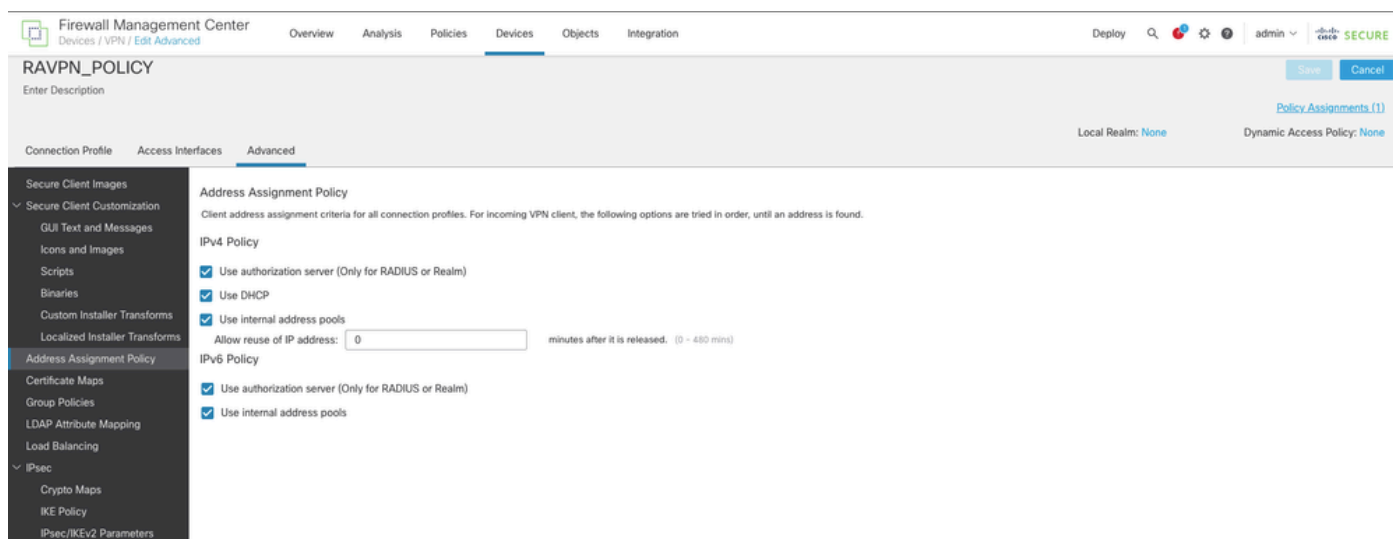 Firewall Management Center
Devices / VPN / Edit Advanced
Overview Analysis Policies Devices Objects Integration
Deploy 1 admin CISCO SECURE
RAVPN_POLICY
Save Cancel
Enter Description
Policy Assignments (1)
Local Realm: None Dynamic Access Policy: None
Connection Profile Access Interfaces Advanced
Secure Client Images
Secure Client Customization
GUI Text and Messages
Icons and Images
Scripts
Binaries
Custom Installer Transforms
Localized Installer Transforms
Address Assignment Policy
Certificate Maps
Group Policies
LDAP Attribute Mapping
Load Balancing
IPsec
Crypto Maps
IKE Policy
IPsec/IKEv2 Parameters
Address Assignment Policy
Client address assignment criteria for all connection profiles. For incoming VPN client, the following options are tried in order, until an address is found.
IPv4 Policy
Use authorization server (Only for RADIUS or Realm)
Use DHCP
Use internal address pools
Allow reuse of IP address: 0 minutes after it is released. (0 - 480 mins)
IPv6 Policy
Use authorization server (Only for RADIUS or Realm)
Use internal address pools